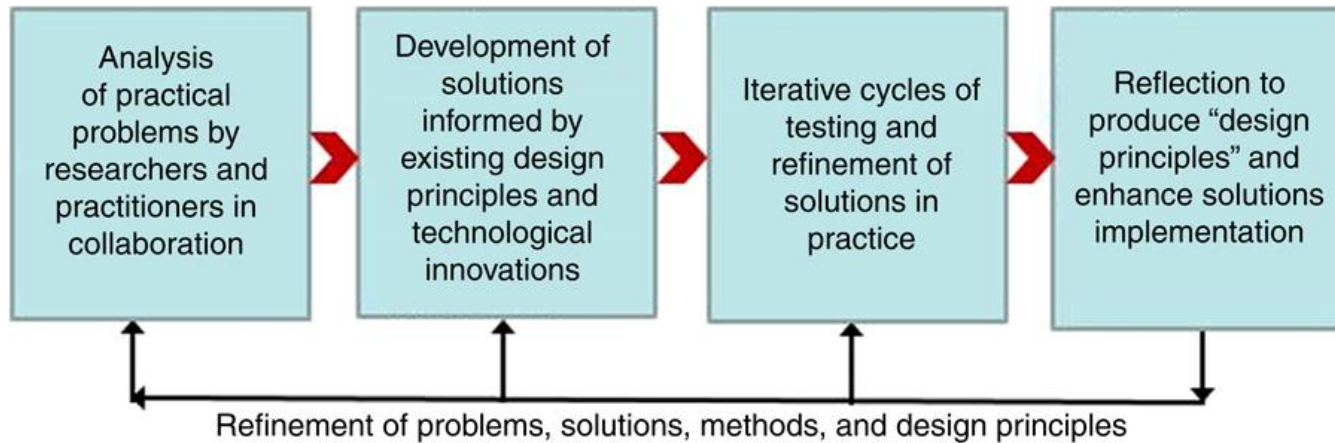 Analysis
of practical
problems by
researchers and
practitioners in
collaboration
Development of
solutions
informed by
existing design
principles and
technological
innovations
Iterative cycles of
testing and
refinement of
solutions in
practice
Reflection to
produce “design
principles” and
enhance solutions
implementation
Refinement of problems, solutions, methods, and design principles